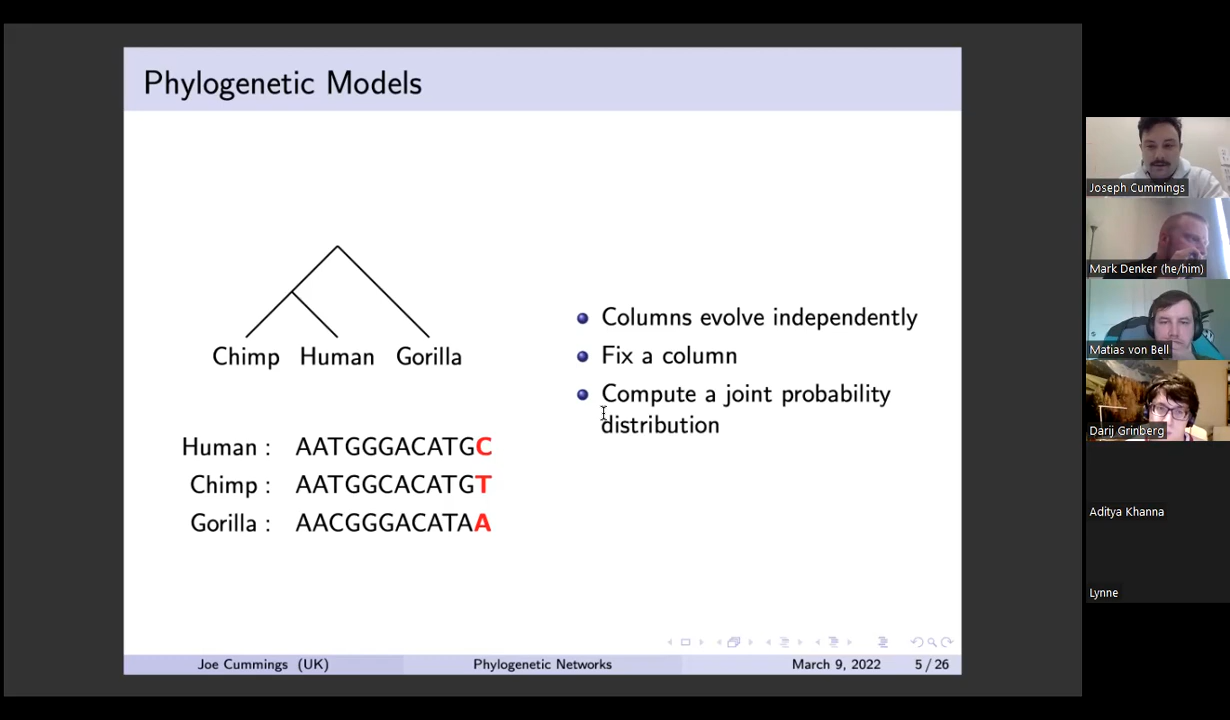 Phylogenetic Models
Chimp Human Gorilla
Human : AATGGGACATGC
Chimp : AATGGCACATGT
Gorilla : AACGGGACATAA
Columns evolve independently
Fix a column
Compute a joint probability
distribution
Joe Cummings (UK) Phylogenetic Networks March 9, 2022 5 / 26
Joseph Cummings
Mark Denker (he/him)
Matias von Bell
Darij Grinberg
Aditya Khanna
Lynne